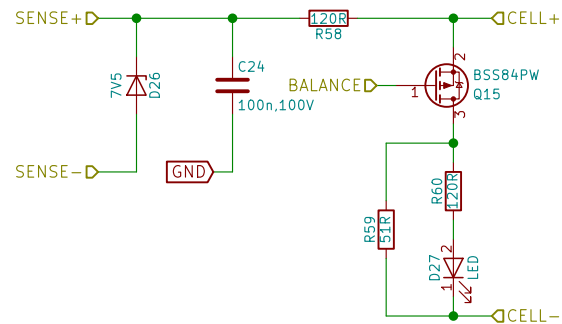 SENSE+
120R
R58
CELL+
7V5
D26
C24
100n,100V
BALANCE
1
2
BSS84PW
Q15
3
SENSE-
GND
R59
51R
R60
120R
D27
2
1
LED
CELL-